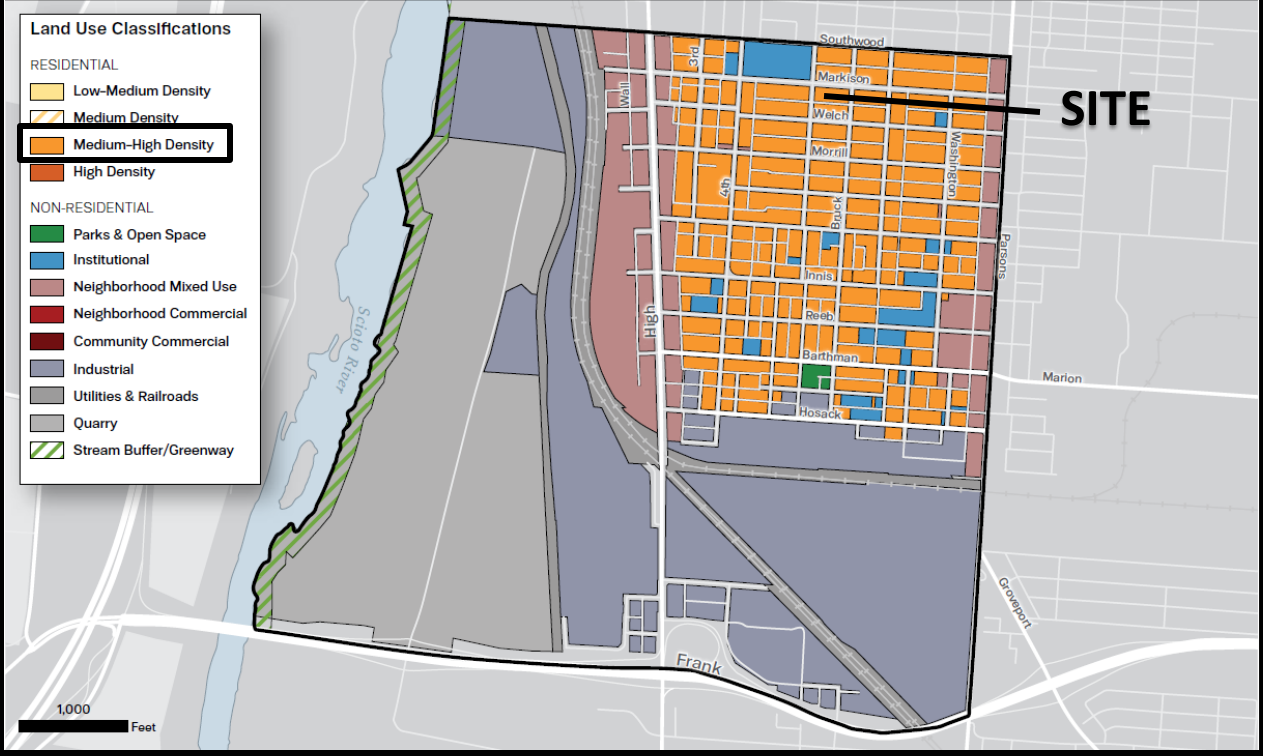 Land Use Classifications
RESIDENTIAL
Low-Medium Density
Medium Density
Medium-High Density
High Density
NON-RESIDENTIAL
Parks & Open Space
Institutional
Neighborhood Mixed Use
Neighborhood Commercial
Community Commercial
Industrial
Utilities & Railroads
Quarry
Stream Buffer/Greenway
Southwood
3rd
Markison
SITE
Wall
Welch
Washington
Morrill
4th
Bruck
Parsons
Innis
High
Reeb
Scioto River
Barthman
Marion
Hosack
Groveport
Frank
1,000
Feet